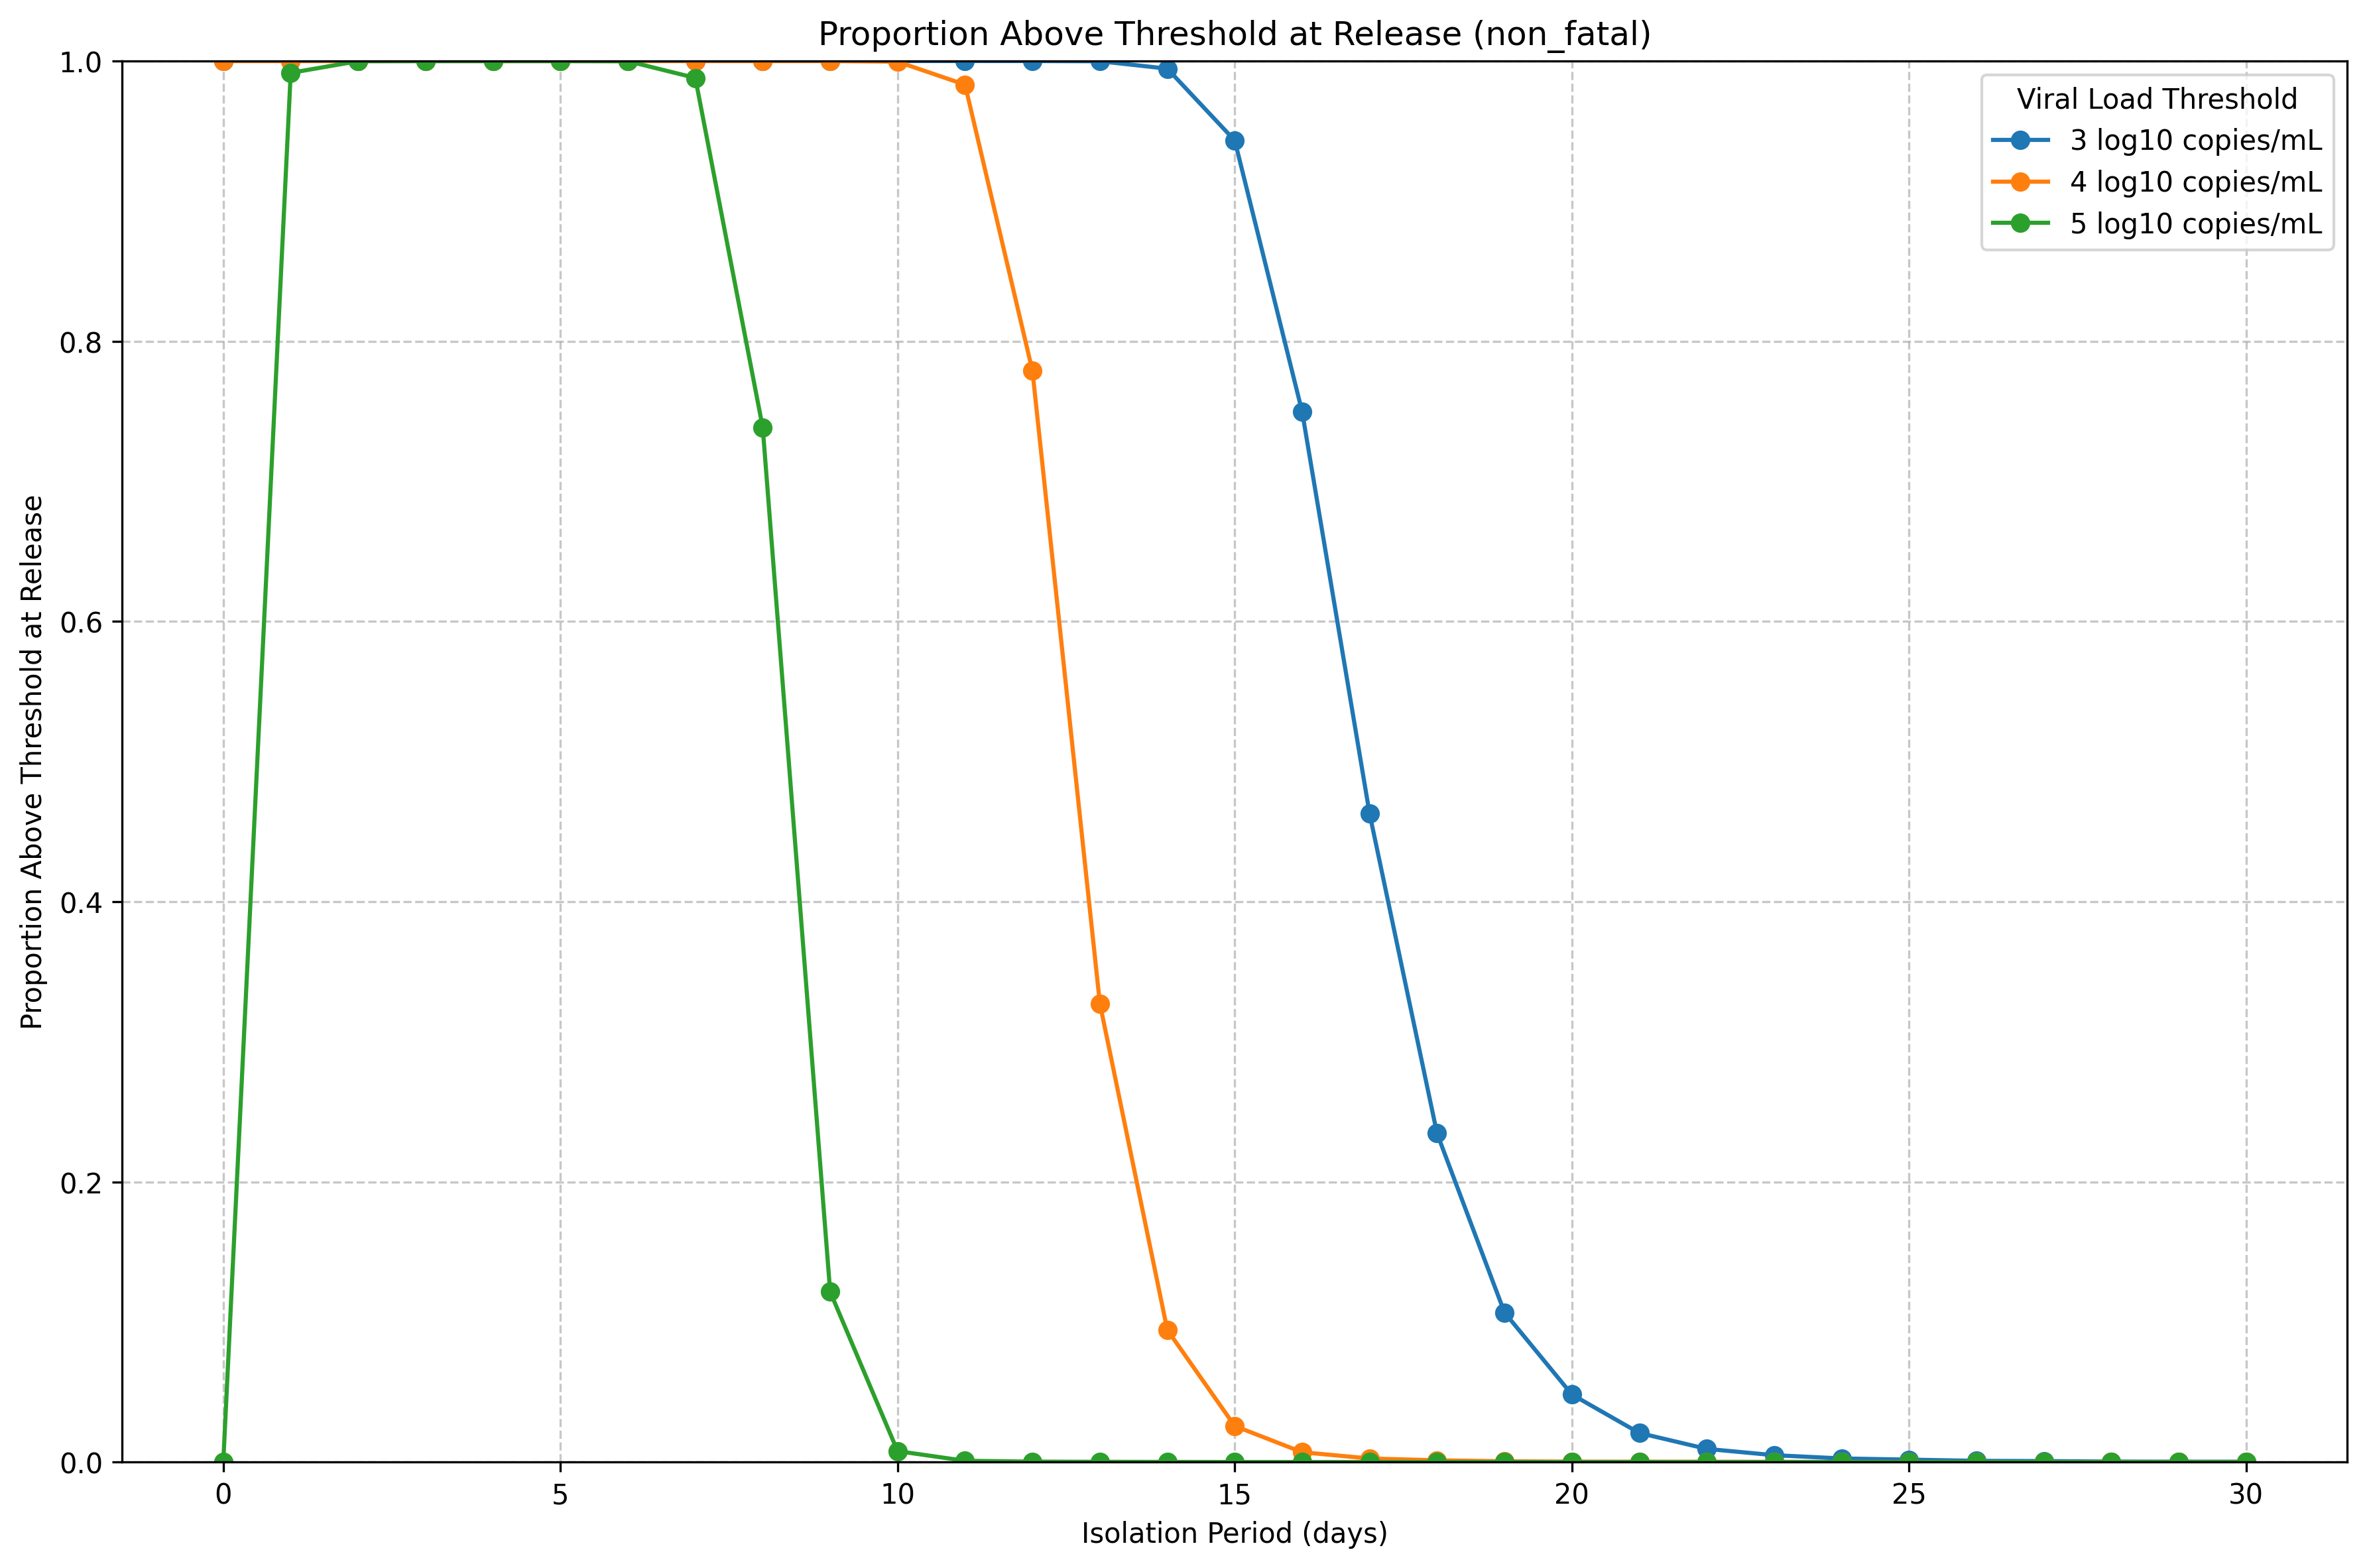 Proportion Above Threshold at Release (non_fatal)
Proportion Above Threshold at Release
1.0
0.8
0.6
0.4
0.2
0.0
Viral Load Threshold
3 log10 copies/mL
4 log10 copies/mL
5 log10 copies/mL
0 5 10 15 20 25 30
Isolation Period (days)